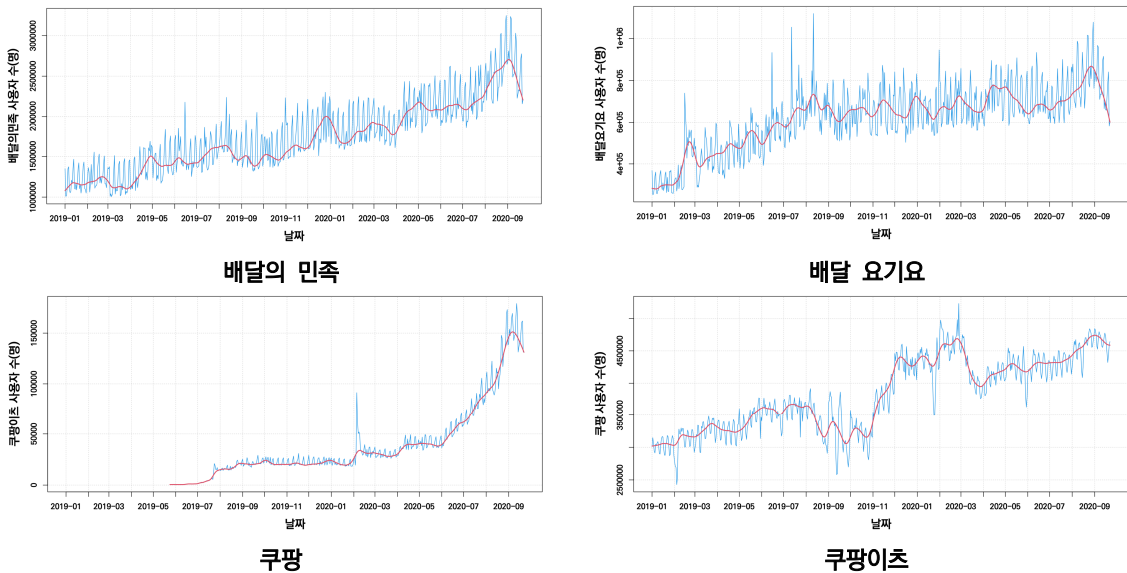 배달의민족 사용자 수(명)
3000000
2500000
2000000
1500000
1000000
2019-01 2019-03 2019-05 2019-07 2019-09 2019-11 2020-01 2020-03 2020-05 2020-07 2020-09
날짜
배달의 민족
배달요기요 사용자 수(명)
1e+06
8e+05
6e+05
4e+05
2019-01 2019-03 2019-05 2019-07 2019-09 2019-11 2020-01 2020-03 2020-05 2020-07 2020-09
날짜
배달 요기요
쿠팡이츠 사용자 수(명)
150000
100000
50000
0
2019-01 2019-03 2019-05 2019-07 2019-09 2019-11 2020-01 2020-03 2020-05 2020-07 2020-09
날짜
쿠팡
쿠팡 사용자 수(명)
4500000
3500000
2500000
2019-01 2019-03 2019-05 2019-07 2019-09 2019-11 2020-01 2020-03 2020-05 2020-07 2020-09
날짜
쿠팡이츠